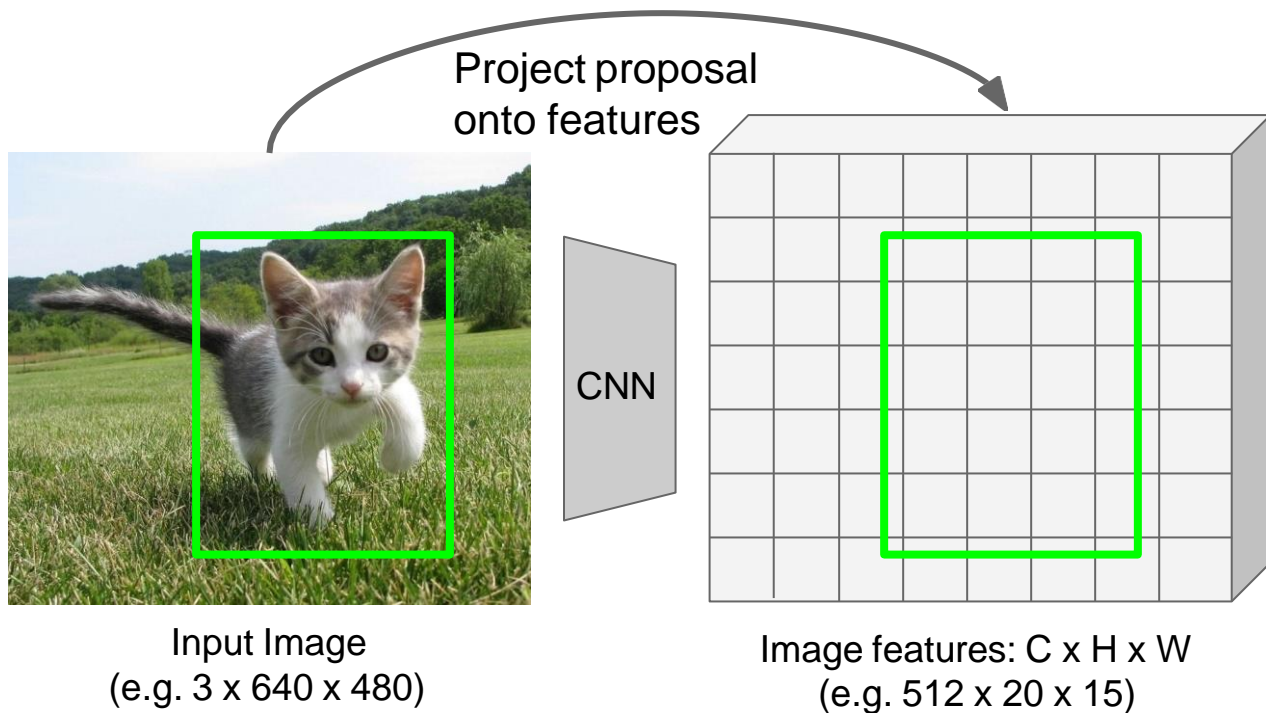 Project proposal
onto features
CNN
Input Image
(e.g. 3 x 640 x 480)
Image features: C x H x W
(e.g. 512 x 20 x 15)